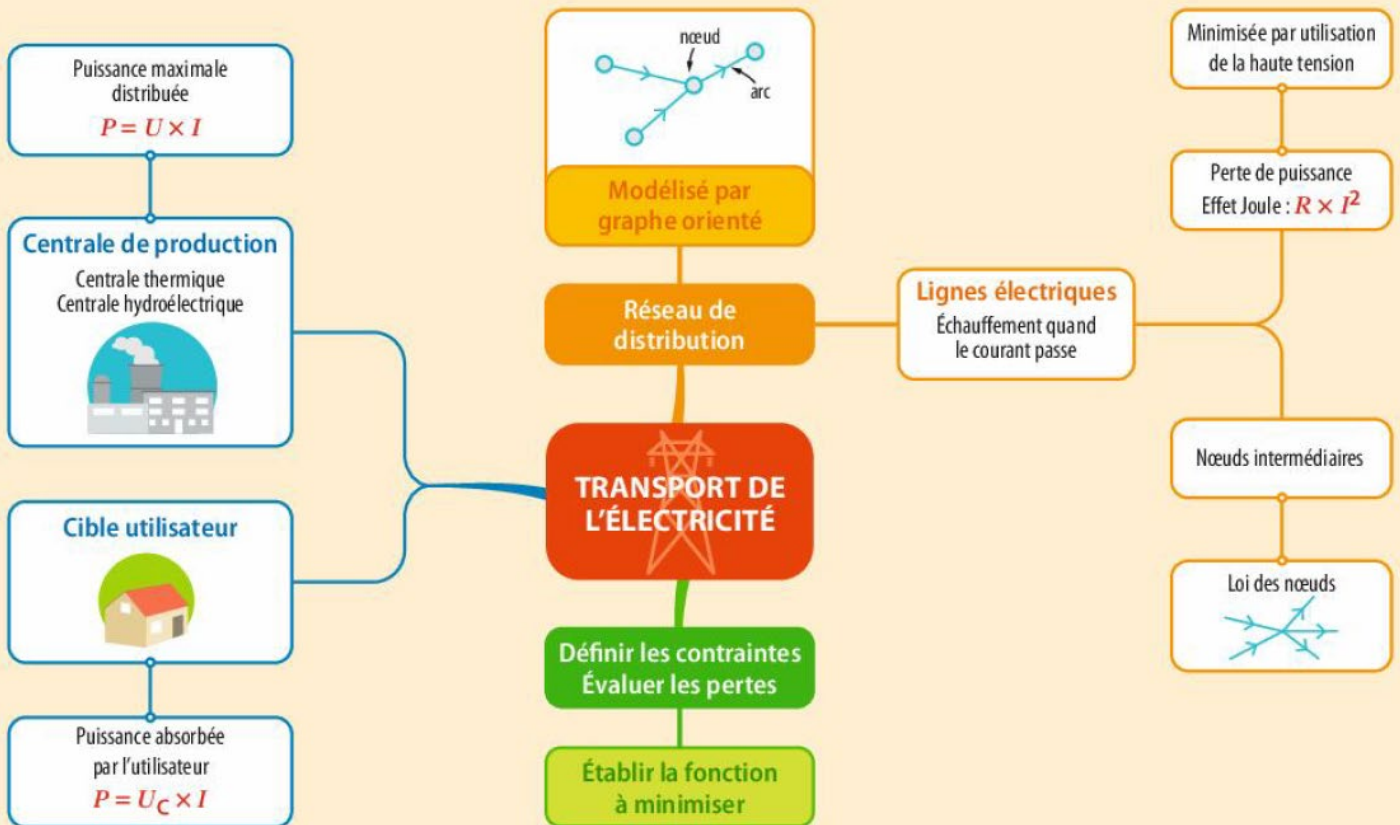 Puissance maximale
distribuée
P = U × I
Centrale de production
Centrale thermique
Centrale hydroélectrique
Cible utilisateur
Puissance absorbée
par l’utilisateur
P = UC × I
nœud
arc
Modélisé par
graphe orienté
Réseau de
distribution
TRANSPORT DE
L’ÉLECTRICITÉ
Définir les contraintes
Évaluer les pertes
Établir la fonction
à minimiser
Lignes électriques
Échauffement quand
le courant passe
Minimisée par utilisation
de la haute tension
Perte de puissance
Effet Joule : R × I²
Nœuds intermédiaires
Loi des nœuds